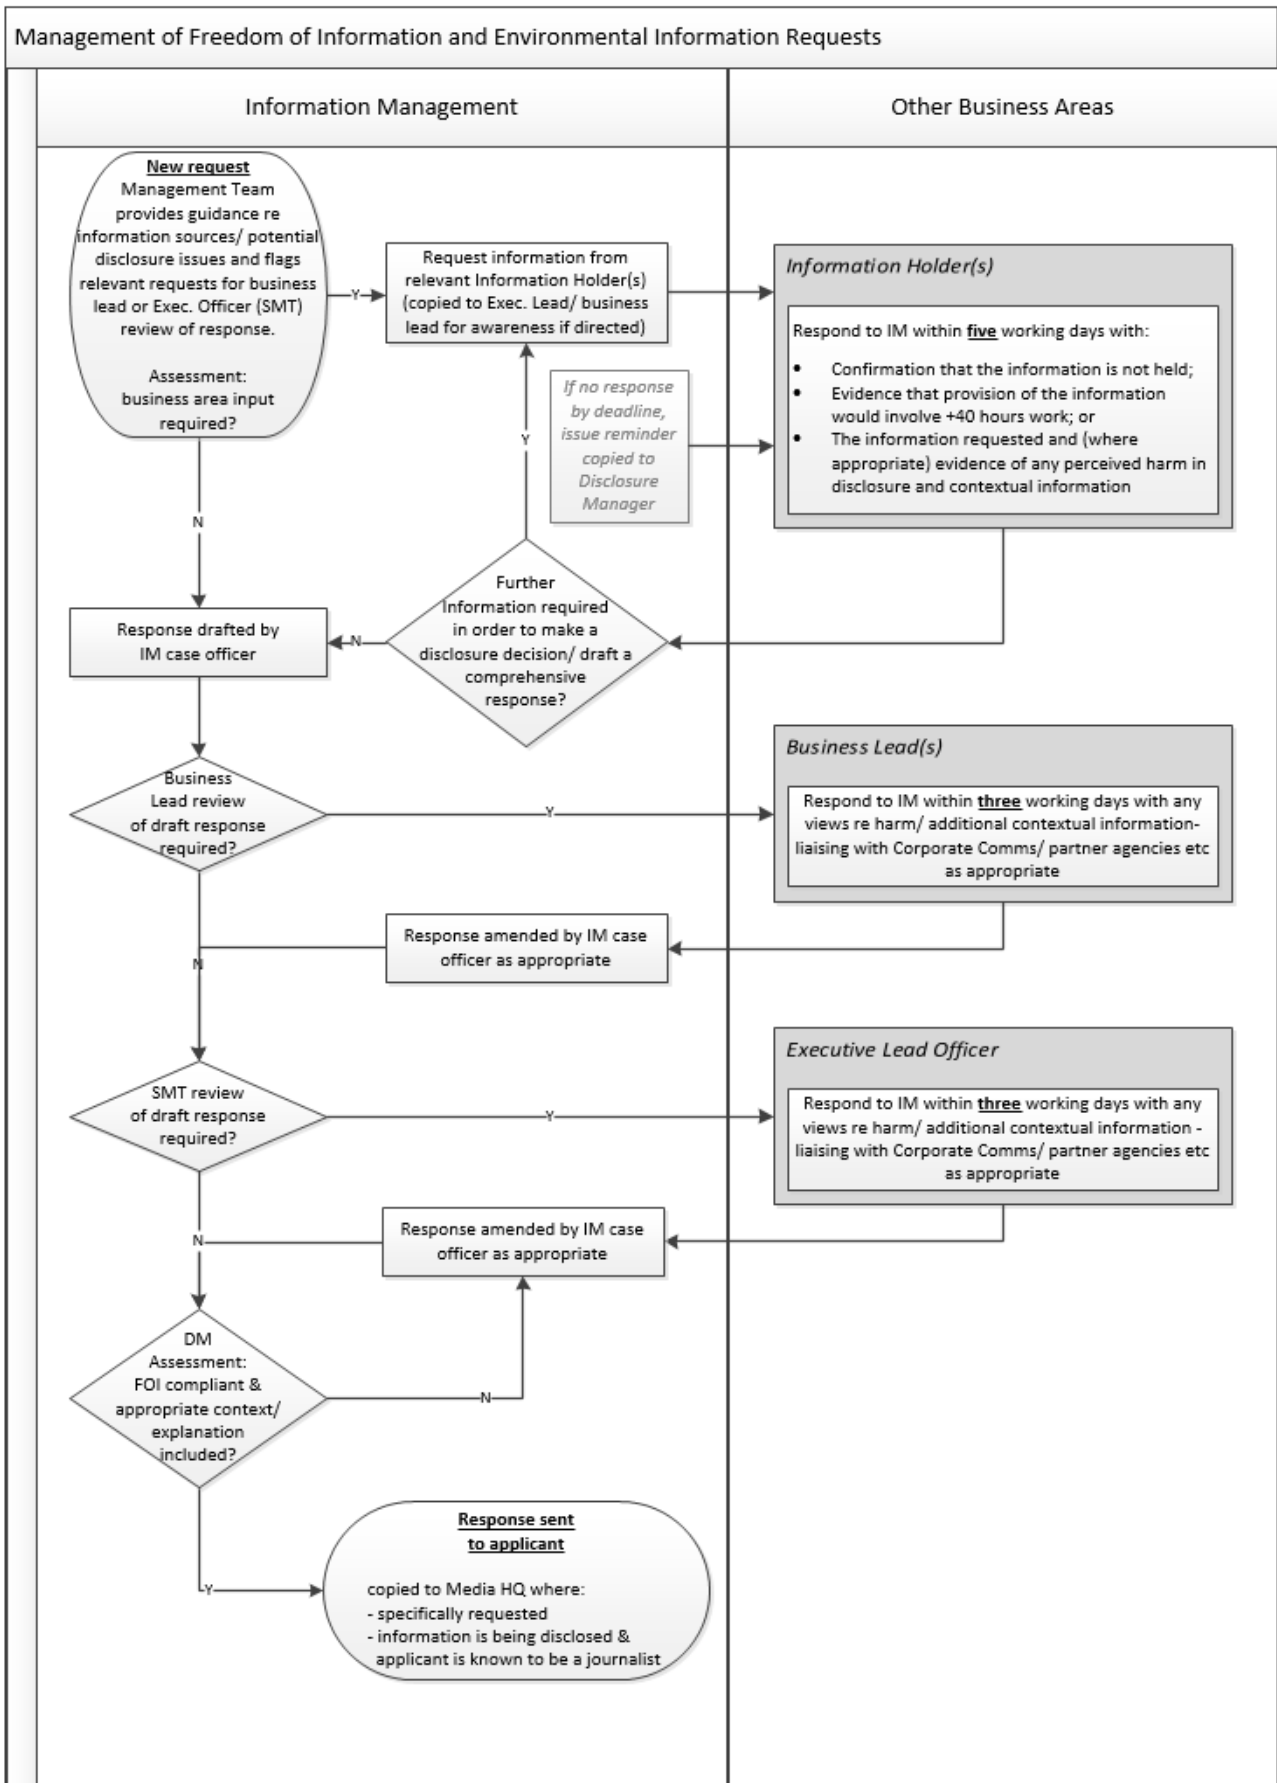 Management of Freedom of Information and Environmental Information Requests
Information Management
Other Business Areas
New request
Management Team
provides guidance re
information sources/ potential
disclosure issues and flags
relevant requests for business
lead or Exec. Officer (SMT)
review of response.
Assessment:
business area input
required?
Y
Request information from
relevant Information Holder(s)
(copied to Exec. Lead/ business
lead for awareness if directed)
Information Holder(s)
Respond to IM within five working days with:
• Confirmation that the information is not held;
• Evidence that provision of the information
would involve +40 hours work; or
• The information requested and (where
appropriate) evidence of any perceived harm in
disclosure and contextual information
If no response
by deadline,
issue reminder
copied to
Disclosure
Manager
Y
N
Further
Information required
in order to make a
disclosure decision/ draft a
comprehensive
response?
N
Response drafted by
IM case officer
Business
Lead review
of draft response
required?
Y
Business Lead(s)
Respond to IM within three working days with any
views re harm/ additional contextual information-
liaising with Corporate Comms/ partner agencies etc
as appropriate
Response amended by IM case
officer as appropriate
N
SMT review
of draft response
required?
Y
Executive Lead Officer
Respond to IM within three working days with any
views re harm/ additional contextual information -
liaising with Corporate Comms/ partner agencies etc
as appropriate
Response amended by IM case
officer as appropriate
N
DM
Assessment:
FOI compliant &
appropriate context/
explanation
included?
N
Y
Response sent
to applicant
copied to Media HQ where:
- specifically requested
- information is being disclosed &
applicant is known to be a journalist